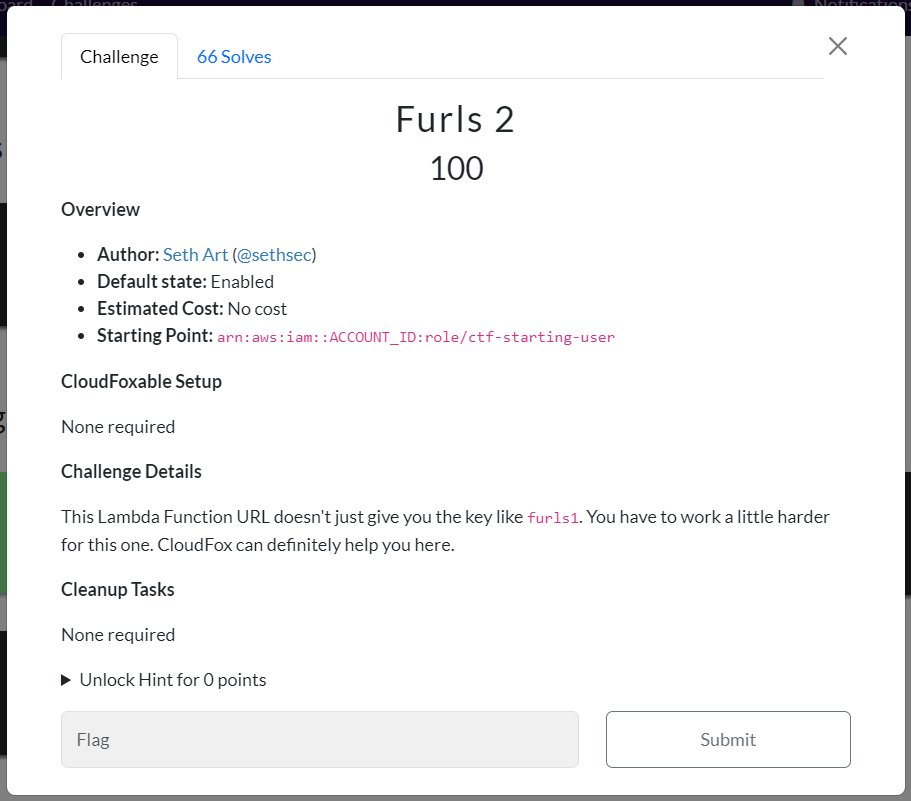 Challenges
Notifications
Challenge
66 Solves
Furls 2
100
Overview
Author: Seth Art (@sethsec)
Default state: Enabled
Estimated Cost: No cost
Starting Point: arn:aws:iam::ACCOUNT_ID:role/ctf-starting-user
CloudFoxable Setup
None required
Challenge Details
This Lambda Function URL doesn't just give you the key like furls1. You have to work a little harder
for this one. CloudFox can definitely help you here.
Cleanup Tasks
None required
Unlock Hint for 0 points
Flag
Submit